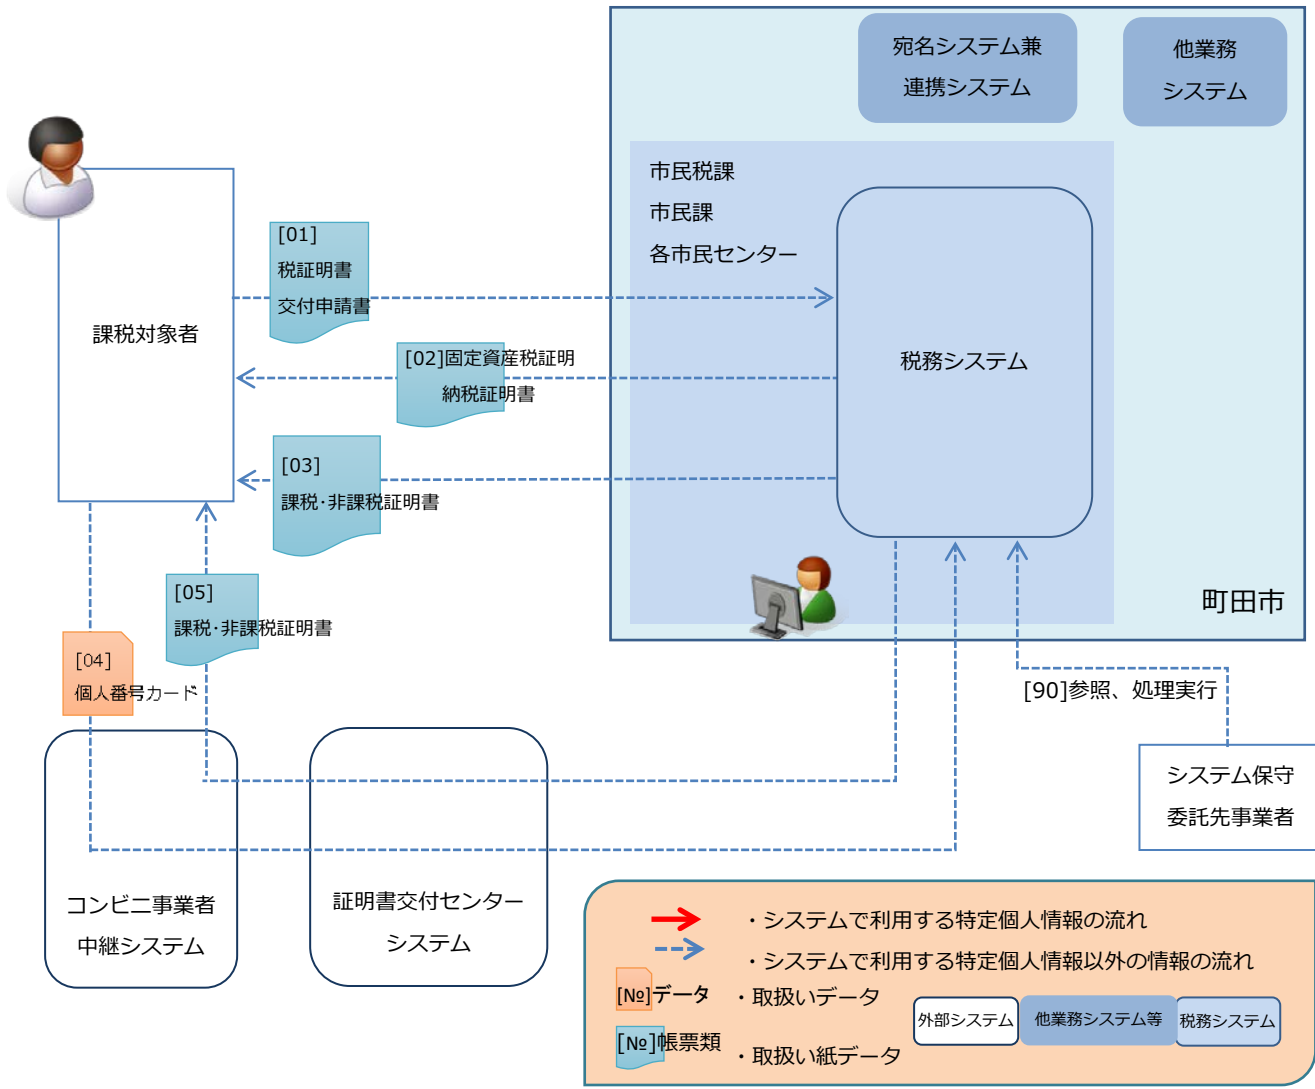 宛名システム兼
連携システム
他業務
システム
市民税課
市民課
各市民センター
税務システム
町田市
課税対象者
[01]
税証明書
交付申請書
[02]固定資産税証明
納税証明書
[03]
課税・非課税証明書
[05]
課税・非課税証明書
[04]
個人番号カード
[90]参照、処理実行
システム保守
委託先事業者
コンビニ事業者
中継システム
証明書交付センター
システム
・システムで利用する特定個人情報の流れ
・システムで利用する特定個人情報以外の情報の流れ
[№]データ ・取扱いデータ
[№]帳票類 ・取扱い紙データ
外部システム 他業務システム等 税務システム